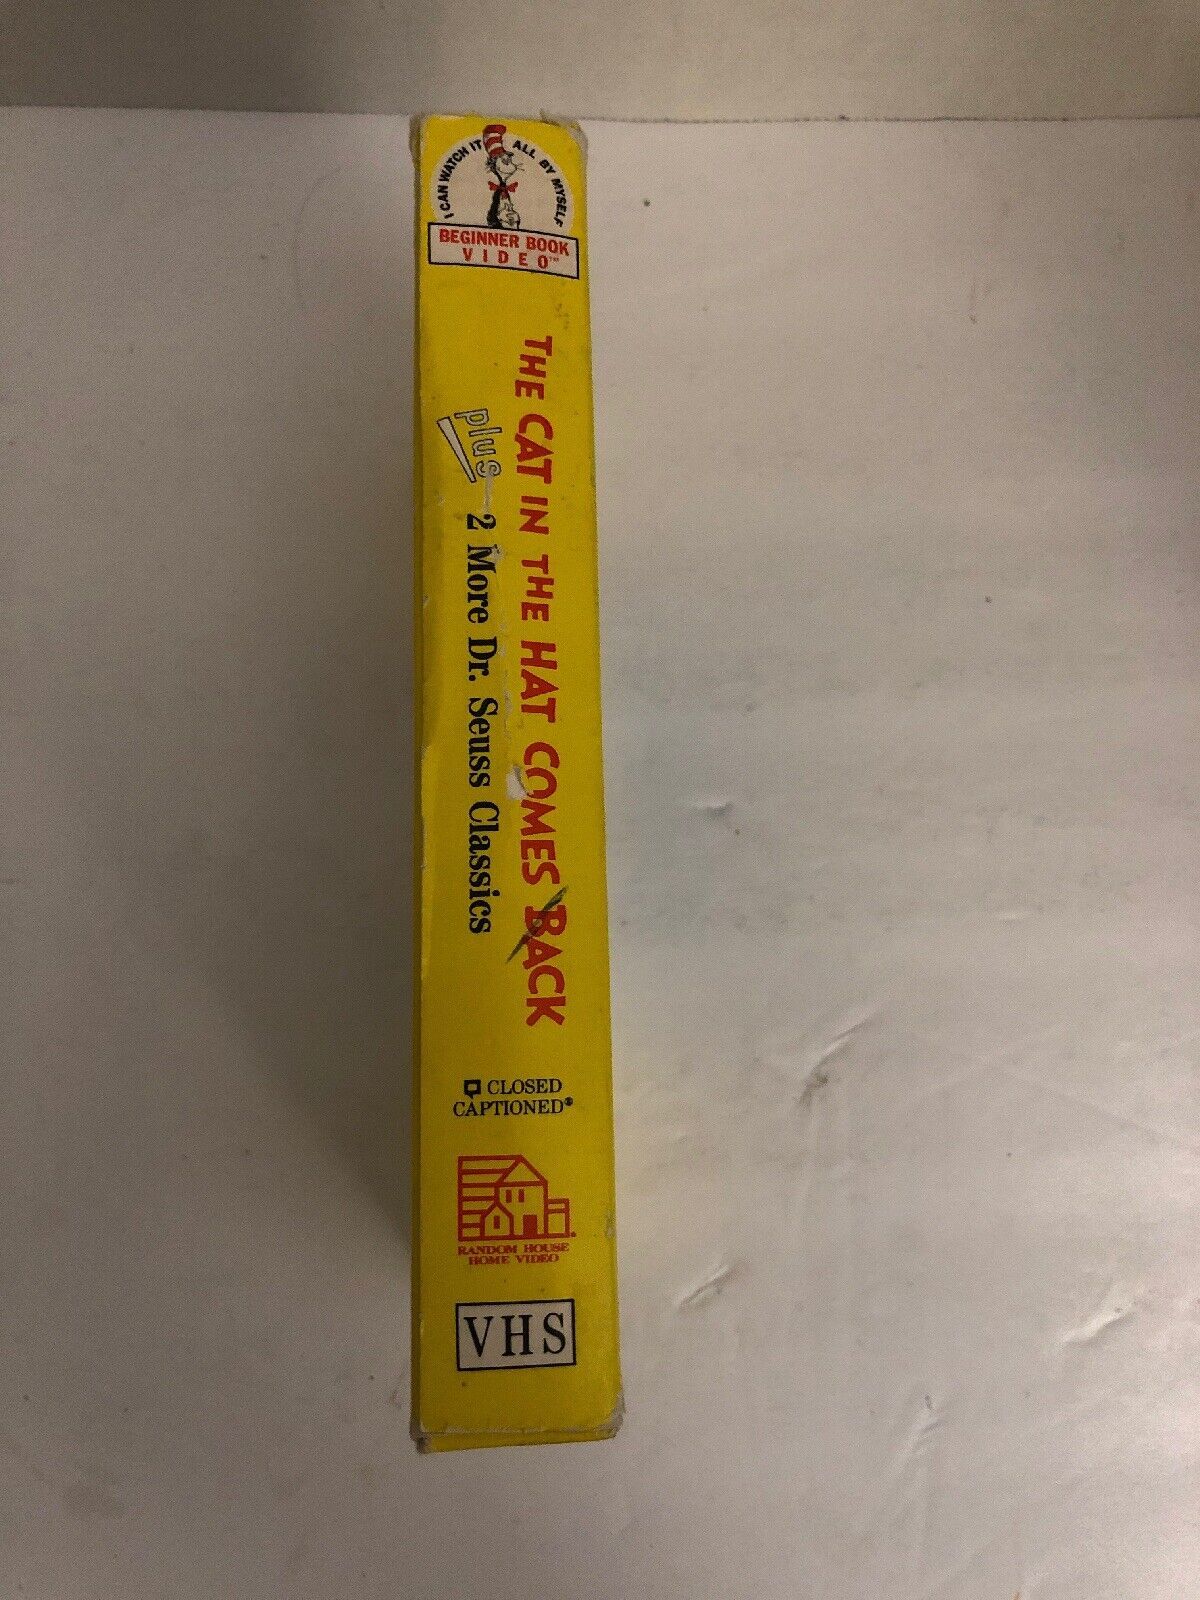 I CAN WATCH IT ALL BY MYSELF
BEGINNER BOOK
VIDEO™
THE CAT IN THE HAT COMES BACK
plus
2 More Dr. Seuss Classics
CLOSED
CAPTIONED®
RANDOM HOUSE
HOME VIDEO
VHS